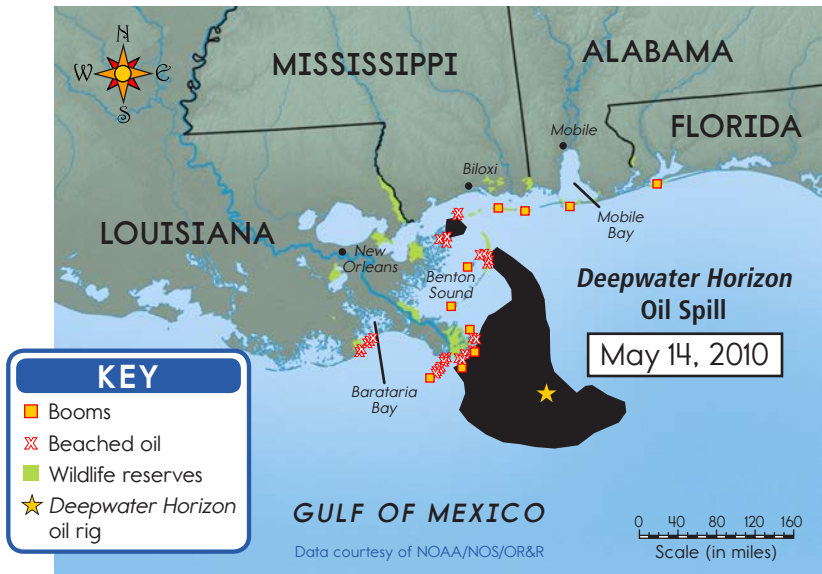 N
W E
S
MISSISSIPPI
ALABAMA
FLORIDA
LOUISIANA
Mobile
Biloxi
Mobile
Bay
New
Orleans
Benton
Sound
Barataria
Bay
Deepwater Horizon
Oil Spill
May 14, 2010
KEY
Booms
Beached oil
Wildlife reserves
Deepwater Horizon
oil rig
GULF OF MEXICO
Data courtesy of NOAA/NOS/OR&R
0 40 80 120 160
Scale (in miles)